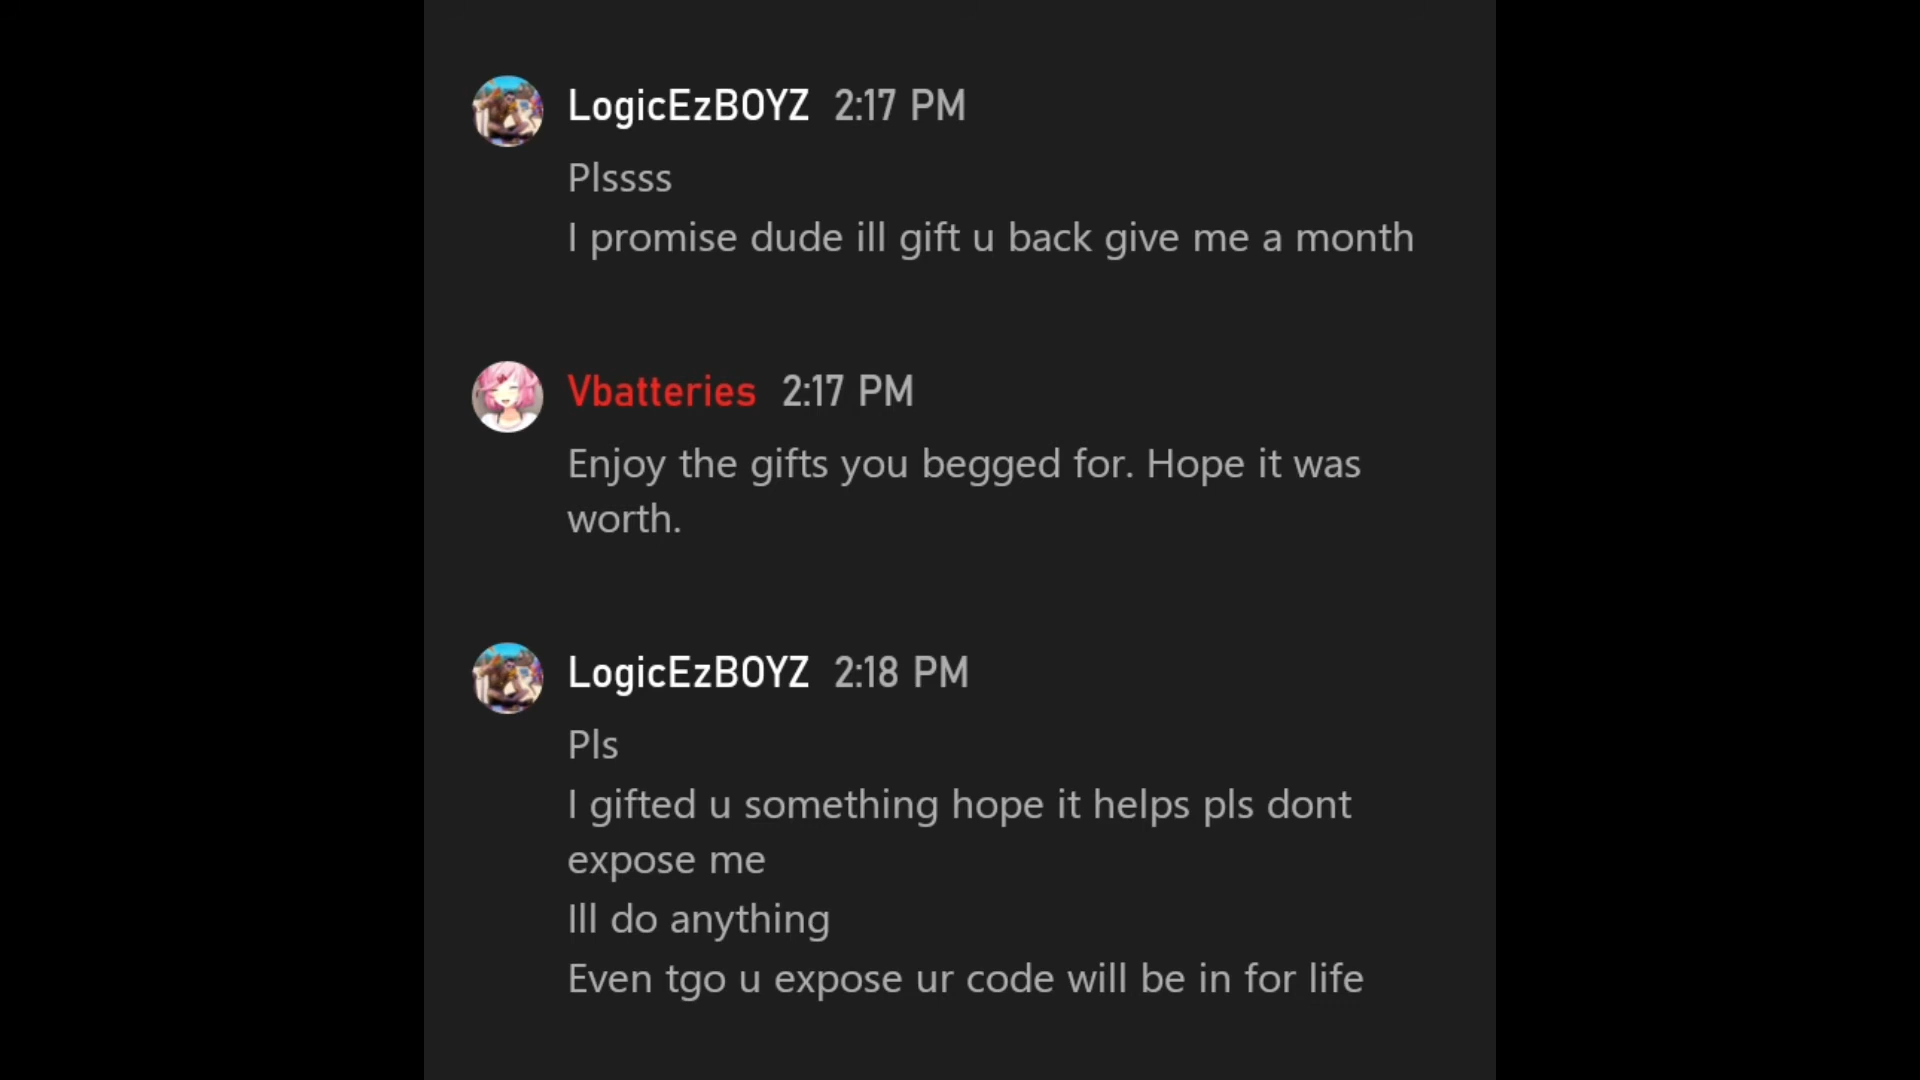 LogicEzBOYZ 2:17 PM
Plssss
I promise dude ill gift u back give me a month
Vbatteries 2:17 PM
Enjoy the gifts you begged for. Hope it was
worth.
LogicEzBOYZ 2:18 PM
Pls
I gifted u something hope it helps pls dont
expose me
Ill do anything
Even tgo u expose ur code will be in for life